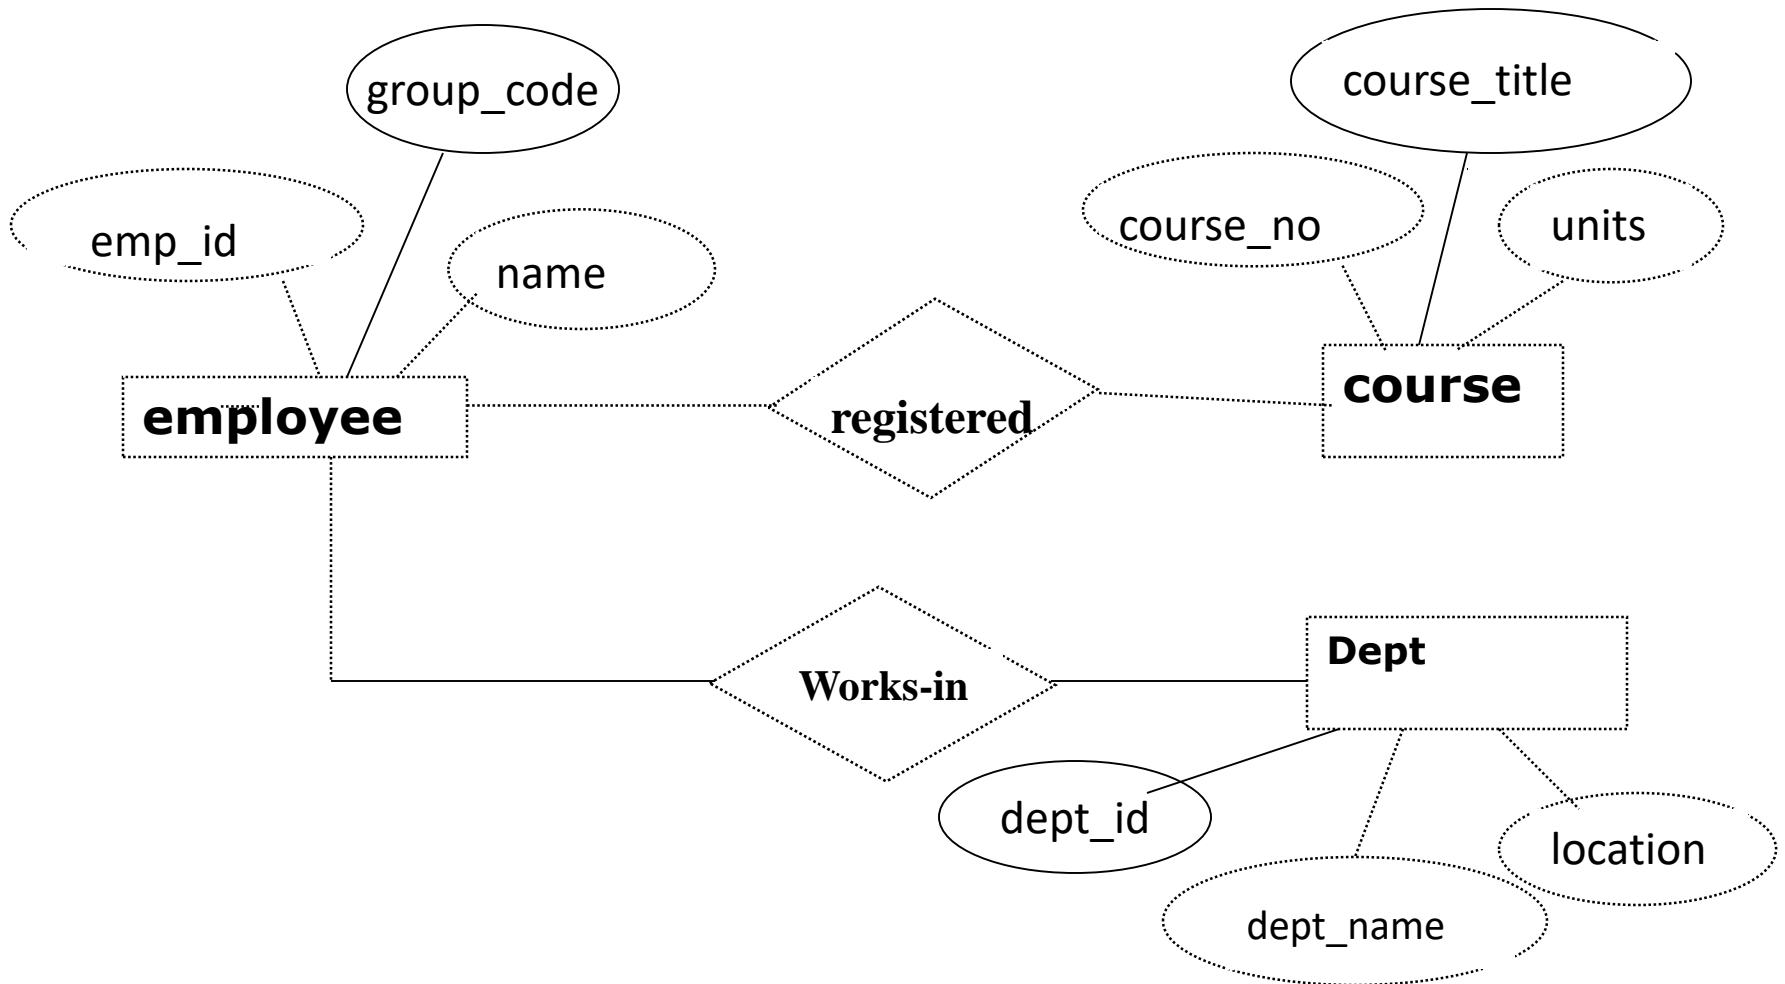 group_code
course_title
emp_id
name
course_no
units
employee
registered
course
Works-in
Dept
dept_id
location
dept_name